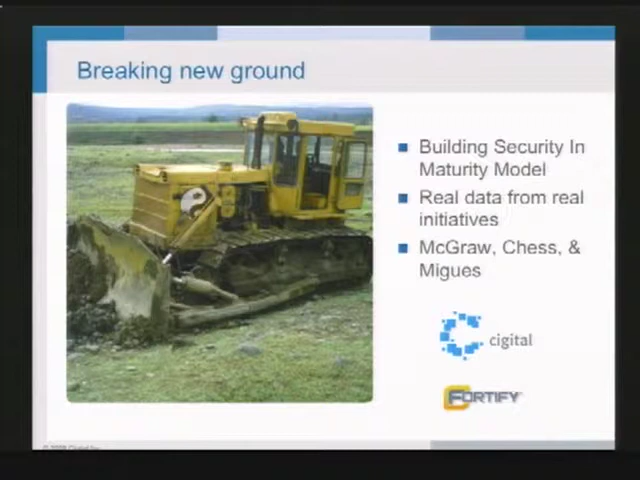 Breaking new ground
Building Security In
Maturity Model
Real data from real
initiatives
McGraw, Chess, &
Migues
cigital
FORTIFY